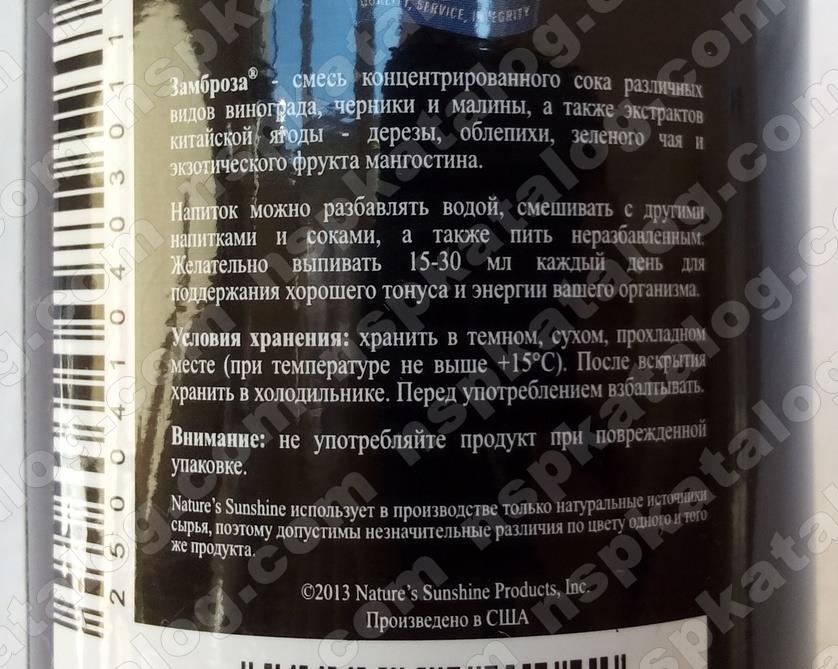 QUALITY, SERVICE, INTEGRITY
Замброза® - смесь концентрированного сока различных
видов винограда, черники и малины, а также экстрактов
китайской ягоды - дерезы, облепихи, зеленого чая и
экзотического фрукта мангостина.
Напиток можно разбавлять водой, смешивать с другими
напитками и соками, а также пить неразбавленным.
Желательно выпивать 15-30 мл каждый день для
поддержания хорошего тонуса и энергии вашего организма.
Условия хранения: хранить в темном, сухом, прохладном
месте (при температуре не выше +15°C). После вскрытия
хранить в холодильнике. Перед употреблением взбалтывать.
Внимание: не употребляйте продукт при поврежденной
упаковке.
Nature's Sunshine использует в производстве только натуральные источники
сырья, поэтому допустимы незначительные различия по цвету одного и того
же продукта.
©2013 Nature's Sunshine Products, Inc.
Произведено в США
2500410403011
nspkatalog.com